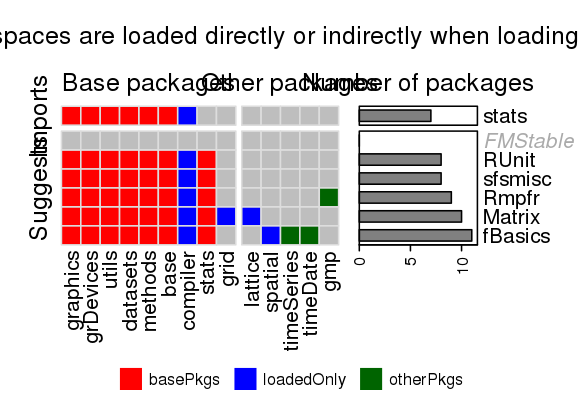 spaces are loaded directly or indirectly when loading
Base packages
Other packages
Number of packages
Imports
Suggests
stats
FMStable
RUnit
sfsmisc
Rmpfr
Matrix
fBasics
graphics
grDevices
utils
datasets
methods
base
compiler
stats
grid
lattice
spatial
timeSeries
timeDate
gmp
0
5
10
basePkgs
loadedOnly
otherPkgs